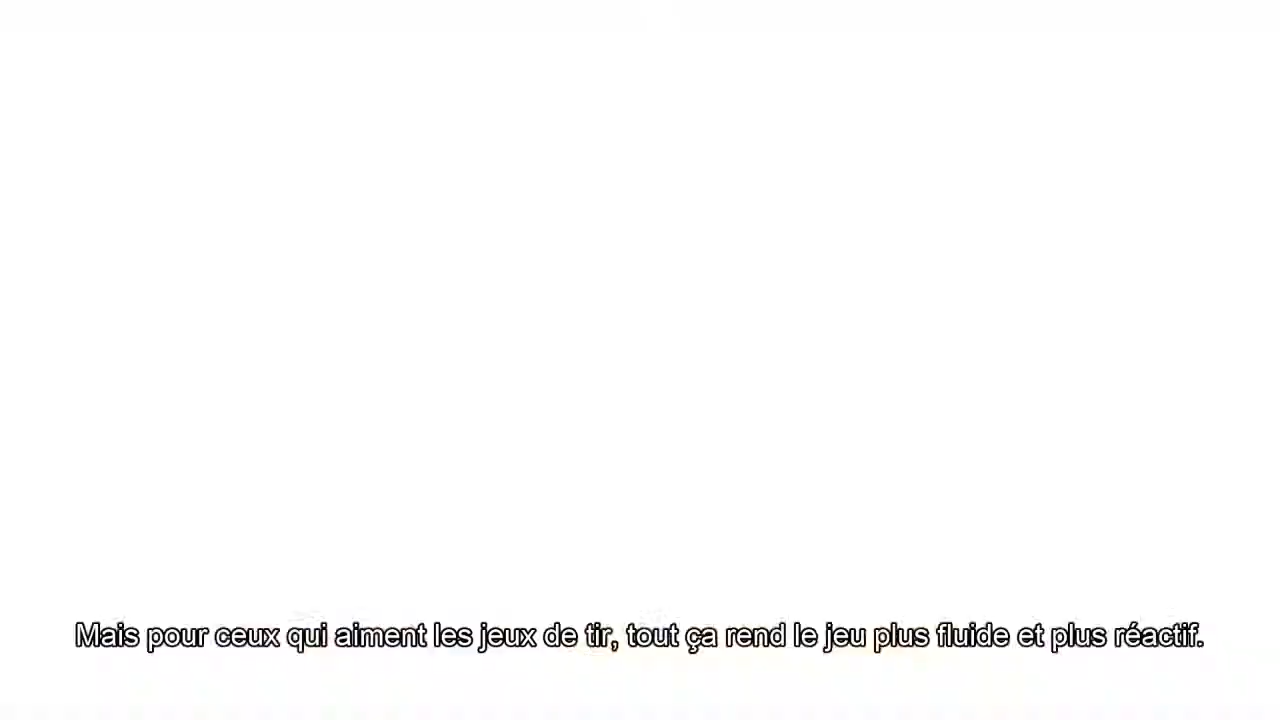 Mais pour ceux qui aiment les jeux de tir, tout ça rend le jeu plus fluide et plus réactif.